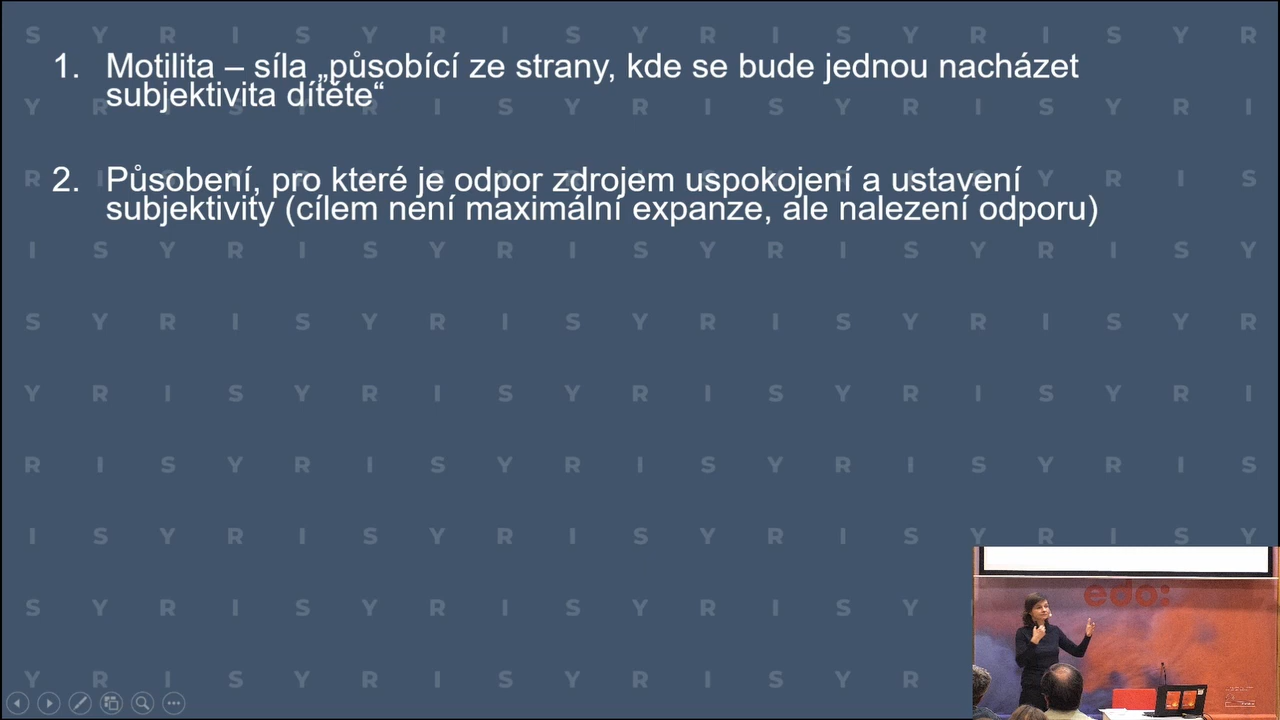 1. Motilita – síla „působící ze strany, kde se bude jednou nacházet
subjektivita dítěte“
2. Působení, pro které je odpor zdrojem uspokojení a ustavení
subjektivity (cílem není maximální expanze, ale nalezení odporu)
S Y R I S Y R I S Y R I S Y R I S Y R
Y R I S Y R I S Y R I S Y R I S Y R I
R I S Y R I S Y R I S Y R I S Y R I S
I S Y R I S Y R I S Y R I S Y R I S Y
S Y R I S Y R I S Y R I S Y R I S Y R
Y R I S Y R I S Y R I S Y R I S Y R I
R I S Y R I S Y R I S Y R I S Y R I S
I S Y R I S Y R I S Y R I S Y R I S Y
S Y R I S Y R I S Y R I S Y
Y R I S Y R I S Y R I S Y R
edo: